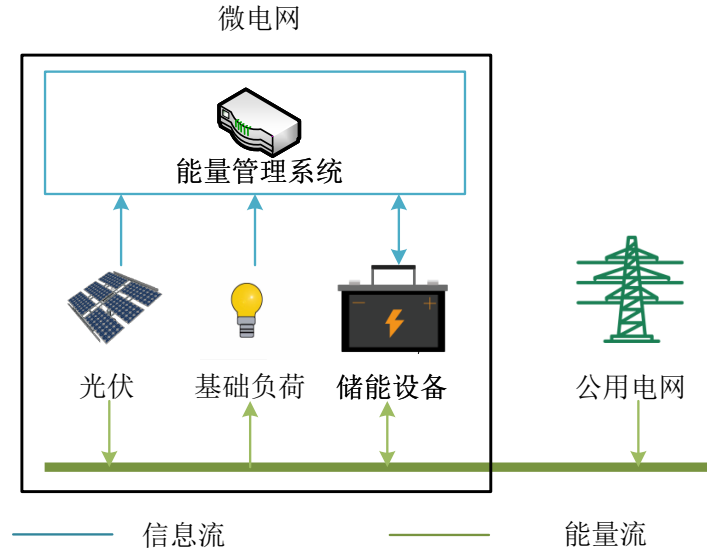 微电网
能量管理系统
光伏
基础负荷
储能设备
公用电网
信息流
能量流